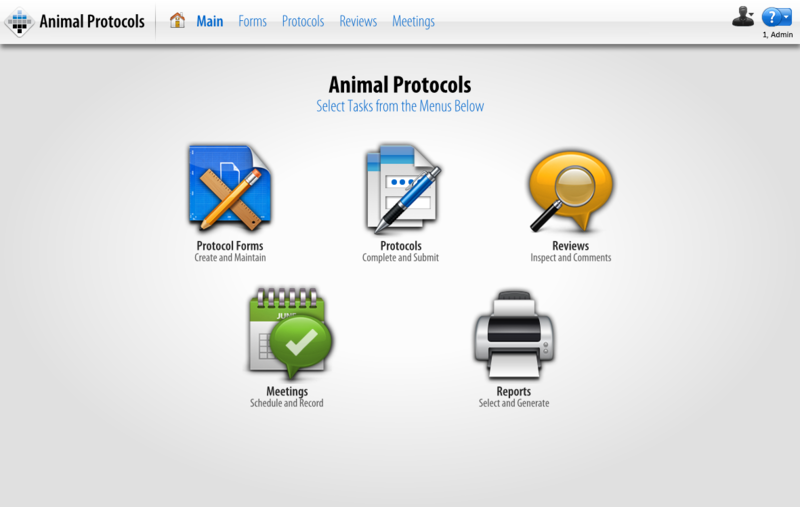 Animal Protocols
Main
Forms
Protocols
Reviews
Meetings
?
1, Admin
Animal Protocols
Select Tasks from the Menus Below
Protocol Forms
Create and Maintain
Protocols
Complete and Submit
Reviews
Inspect and Comments
Meetings
Schedule and Record
Reports
Select and Generate